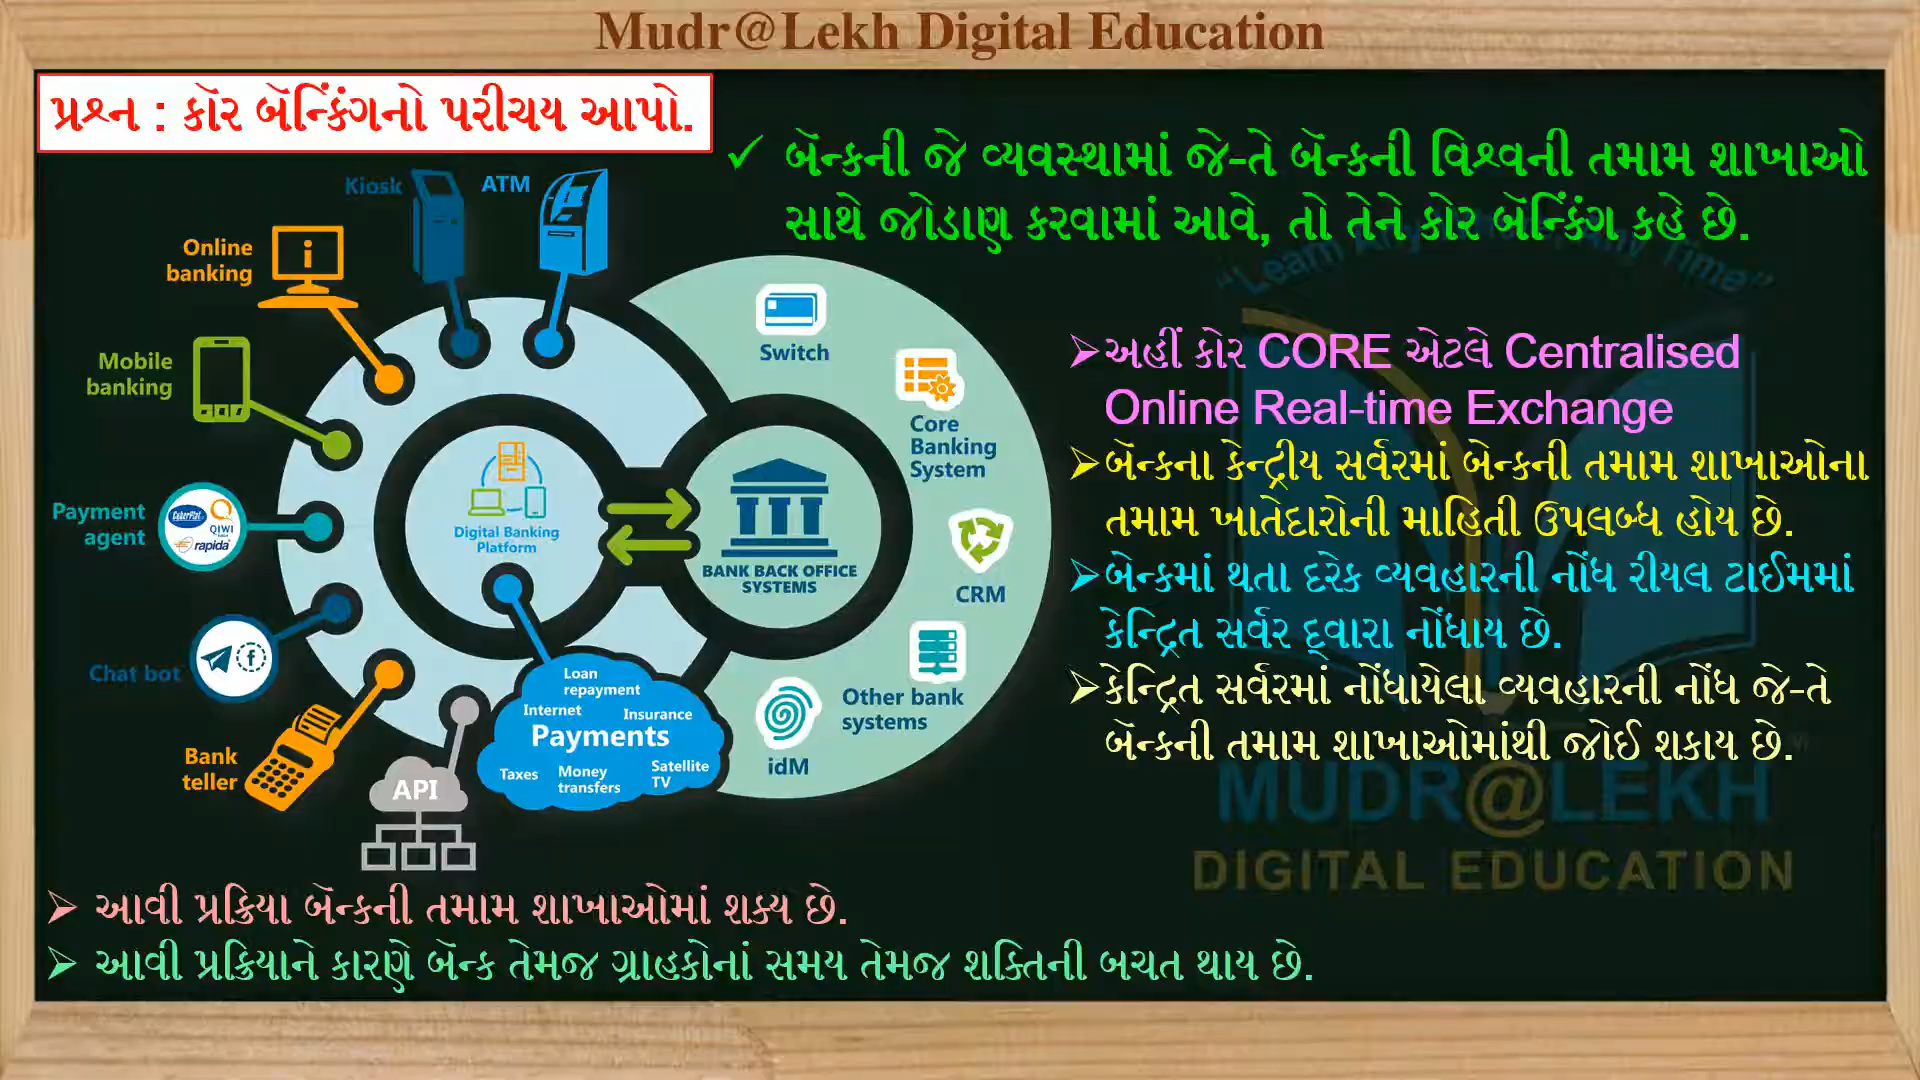 Mudr@Lekh Digital Education
પ્રશ્ન : કૉર બૅન્કિંગનો પરીચય આપો.
✓ બૅન્કની જે વ્યવસ્થામાં જે-તે બૅન્કની વિશ્વની તમામ શાખાઓ
સાથે જોડાણ કરવામાં આવે, તો તેને કોર બૅન્કિંગ કહે છે.
Kiosk
ATM
Online
banking
Mobile
banking
Payment
agent
CyberPlat
QIWI
rapida
Chat bot
Bank
teller
API
Digital Banking
Platform
BANK BACK OFFICE
SYSTEMS
Switch
Core
Banking
System
CRM
Other bank
systems
idM
Loan
repayment
Internet
Insurance
Payments
Taxes
Money
transfers
Satellite
TV
➢અહીં કોર CORE એટલે Centralised
Online Real-time Exchange
➢બૅન્કના કેન્દ્રીય સર્વરમાં બેન્કની તમામ શાખાઓના
તમામ ખાતેદારોની માહિતી ઉપલબ્ધ હોય છે.
➢બેન્કમાં થતા દરેક વ્યવહારની નોંધ રીયલ ટાઈમમાં
કેન્દ્રિત સર્વર દ્વારા નોંધાય છે.
➢કેન્દ્રિત સર્વરમાં નોંધાયેલા વ્યવહારની નોંધ જે-તે
બૅન્કની તમામ શાખાઓમાંથી જોઈ શકાય છે.
MUDR@LEKH
DIGITAL EDUCATION
➢ આવી પ્રક્રિયા બૅન્કની તમામ શાખાઓમાં શક્ય છે.
➢ આવી પ્રક્રિયાને કારણે બૅન્ક તેમજ ગ્રાહકોનાં સમય તેમજ શક્તિની બચત થાય છે.